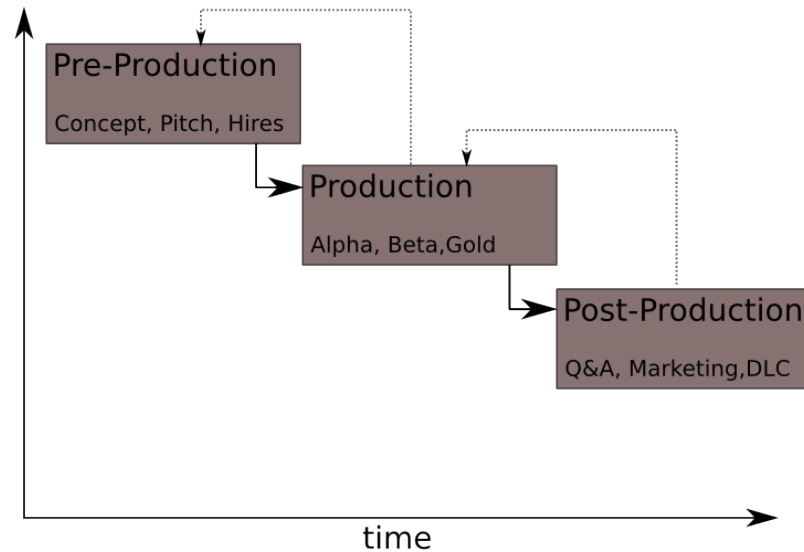 Pre-Production
Concept, Pitch, Hires
Production
Alpha, Beta,Gold
Post-Production
Q&A, Marketing,DLC
time